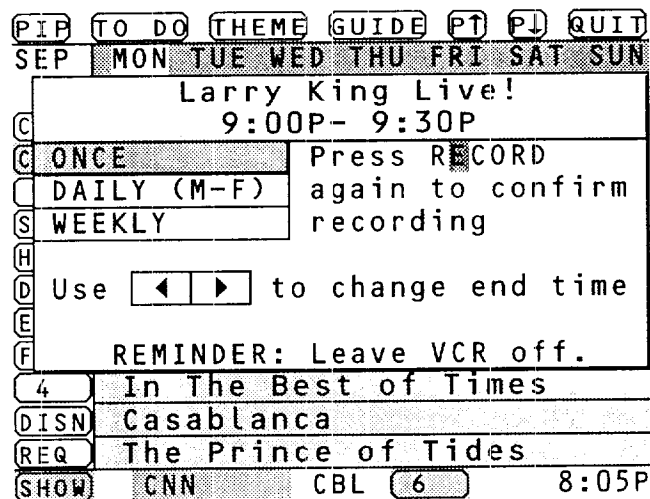 PIP TO DO THEME GUIDE P↑ P↓ QUIT
SEP MON TUE WED THU FRI SAT SUN
Larry King Live!
C 9:00P- 9:30P
C ONCE Press RECORD
DAILY (M-F) again to confirm
S WEEKLY recording
H
D Use ◀ ▶ to change end time
E
F REMINDER: Leave VCR off.
4 In The Best of Times
DISN Casablanca
REQ The Prince of Tides
SHOW CNN CBL 6 8:05P